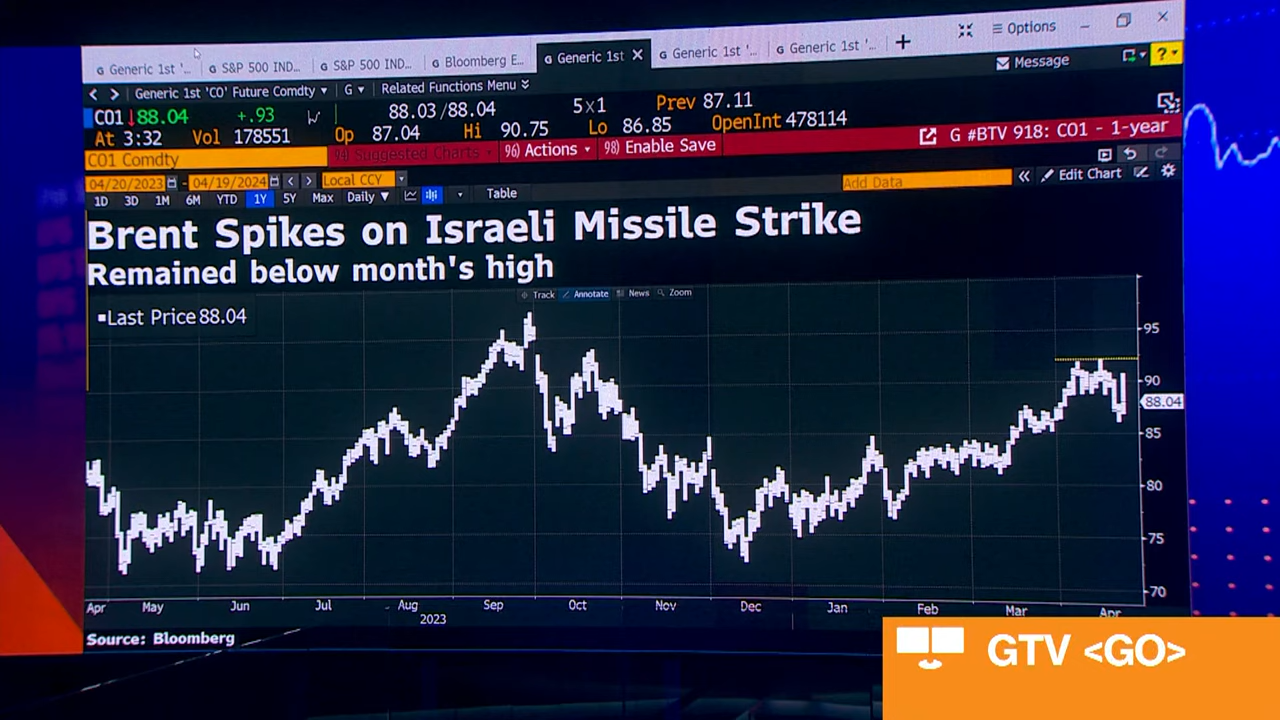 Options
G Generic 1st '...
G S&P 500 IND...
G S&P 500 IND...
G Bloomberg E...
G Generic 1st
G Generic 1st '...
G Generic 1st '...
Message
?
Generic 1st 'CO' Future Comdty
G
Related Functions Menu
CO1 ↓88.04 +.93 88.03 /88.04 5x1 Prev 87.11
At 3:32 Vol 178551 Op 87.04 Hi 90.75 Lo 86.85 OpenInt 478114
CO1 Comdty 94) Suggested Charts 96) Actions 98) Enable Save G #BTV 918: CO1 - 1-year
04/20/2023 - 04/19/2024 < > Local CCY Add Data « Edit Chart
1D 3D 1M 6M YTD 1Y 5Y Max Daily ▼ Table
Brent Spikes on Israeli Missile Strike
Remained below month's high
Track Annotate News Zoom
Last Price 88.04
95
90
88.04
85
80
75
70
Apr May Jun Jul Aug Sep Oct Nov Dec Jan Feb Mar Apr
2023
Source: Bloomberg
GTV <GO>